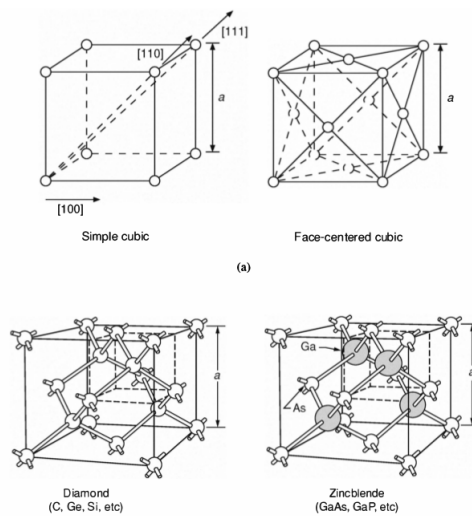 [111]
[110]
a
a
[100]
Simple cubic
Face-centered cubic
(a)
Ga
As
a
a
Diamond
(C, Ge, Si, etc)
Zincblende
(GaAs, GaP, etc)